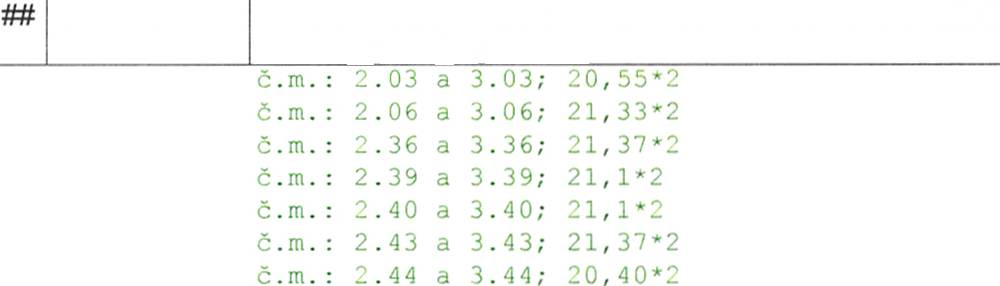 ##
č.m.: 2.03 a 3.03; 20,55*2
č.m.: 2.06 a 3.06; 21,33*2
č.m.: 2.36 a 3.36; 21,37*2
č.m.: 2.39 a 3.39; 21,1*2
č.m.: 2.40 a 3.40; 21,1*2
č.m.: 2.43 a 3.43; 21,37*2
č.m.: 2.44 a 3.44; 20,40*2